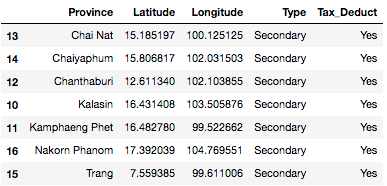 Province Latitude Longitude Type Tax_Deduct
13 Chai Nat 15.185197 100.125125 Secondary Yes
14 Chaiyaphum 15.806817 102.031503 Secondary Yes
12 Chanthaburi 12.611340 102.103855 Secondary Yes
10 Kalasin 16.431408 103.505876 Secondary Yes
11 Kamphaeng Phet 16.482780 99.522662 Secondary Yes
16 Nakorn Phanom 17.392039 104.769551 Secondary Yes
15 Trang 7.559385 99.611006 Secondary Yes